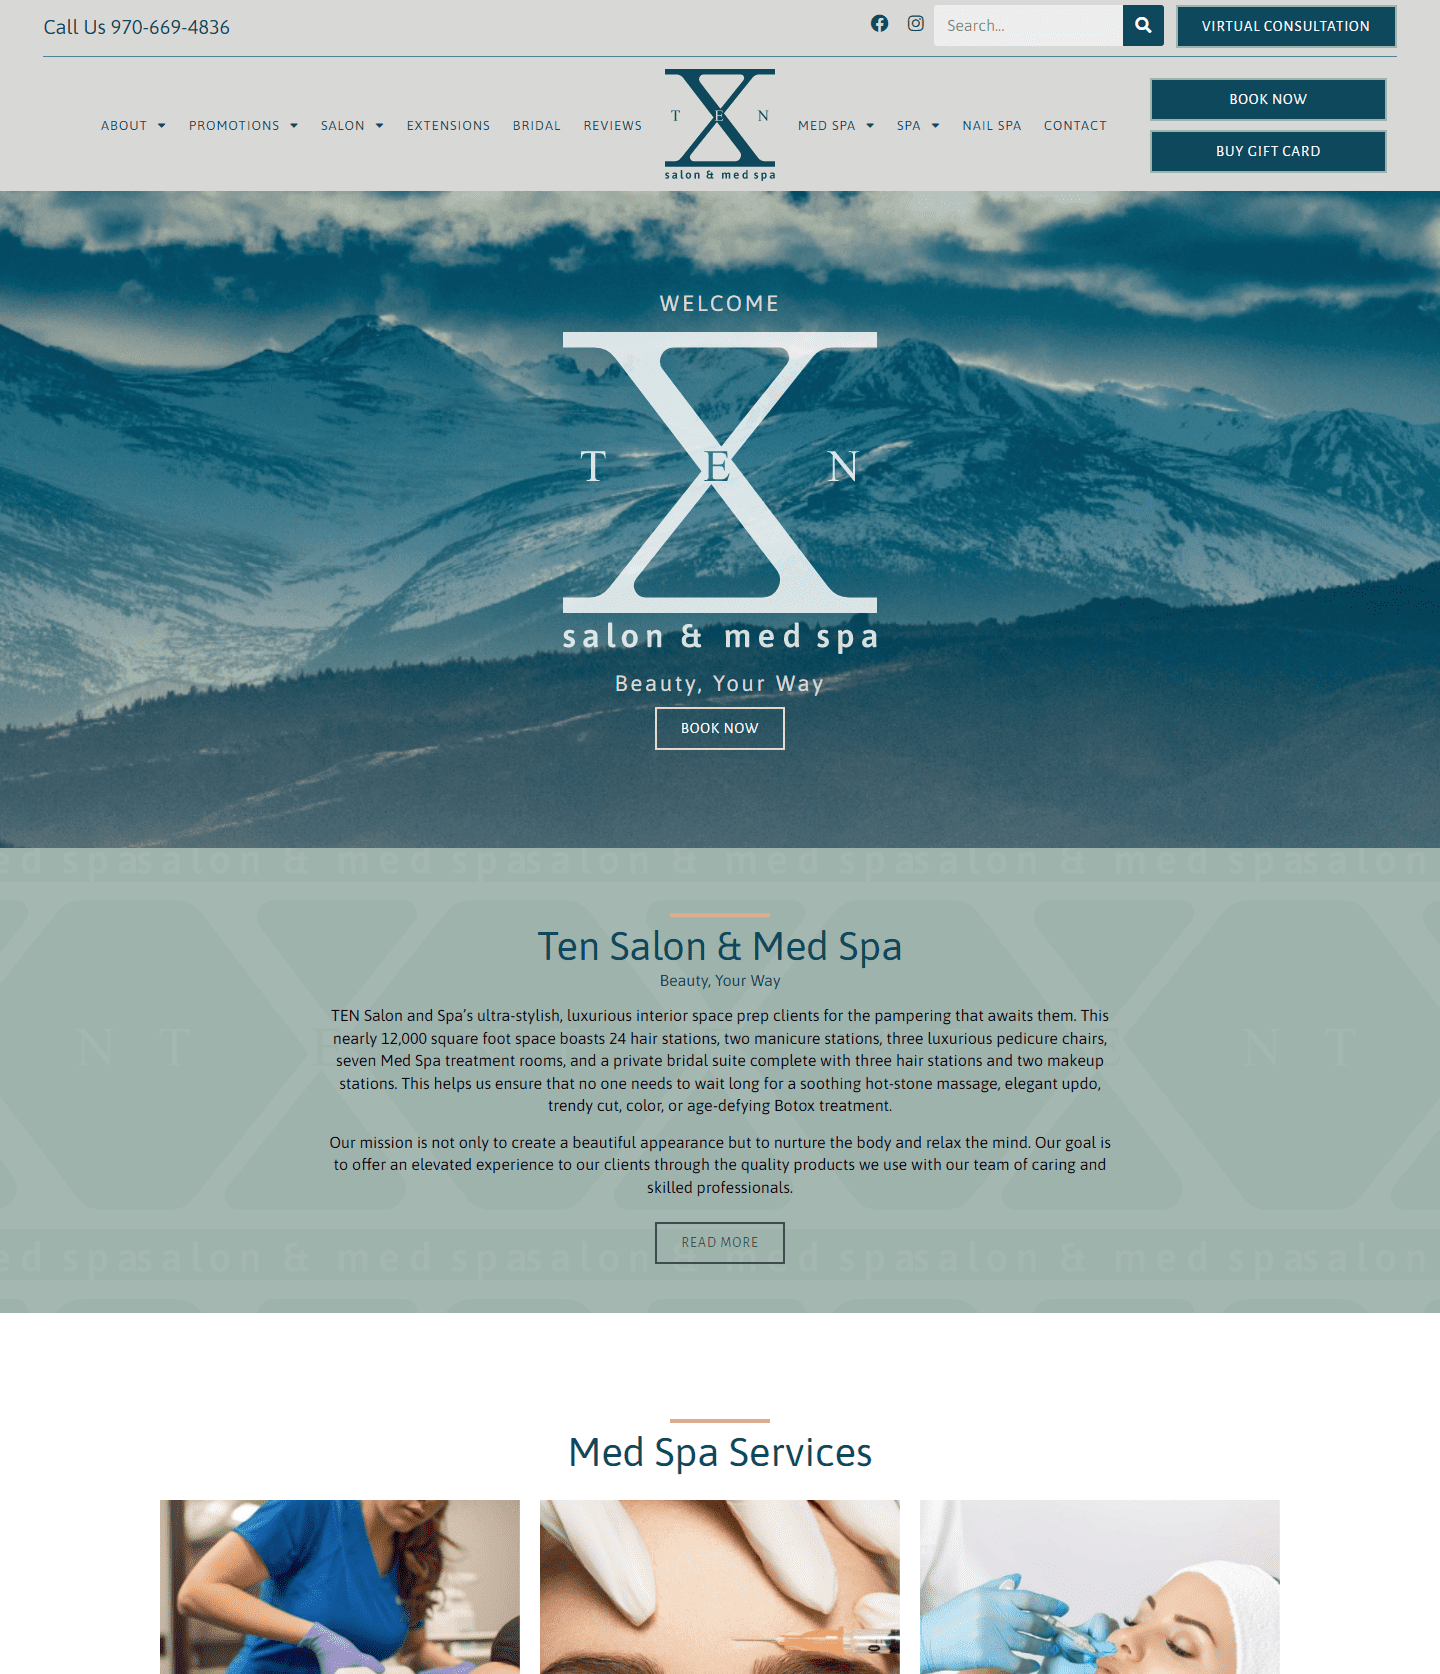 Call Us 970-669-4836
Search...
VIRTUAL CONSULTATION
ABOUT
PROMOTIONS
SALON
EXTENSIONS
BRIDAL
REVIEWS
TEN
salon & med spa
MED SPA
SPA
NAIL SPA
CONTACT
BOOK NOW
BUY GIFT CARD
WELCOME
TEN
salon & med spa
Beauty, Your Way
BOOK NOW
ed spasalon & med spasalon & med spasalon & med spasalon
Ten Salon & Med Spa
Beauty, Your Way
TEN Salon and Spa’s ultra-stylish, luxurious interior space prep clients for the pampering that awaits them. This
nearly 12,000 square foot space boasts 24 hair stations, two manicure stations, three luxurious pedicure chairs,
seven Med Spa treatment rooms, and a private bridal suite complete with three hair stations and two makeup
stations. This helps us ensure that no one needs to wait long for a soothing hot-stone massage, elegant updo,
trendy cut, color, or age-defying Botox treatment.
Our mission is not only to create a beautiful appearance but to nurture the body and relax the mind. Our goal is
to offer an elevated experience to our clients through the quality products we use with our team of caring and
skilled professionals.
READ MORE
ed spasalon & med spasalon & med spasalon & med spasalon
Med Spa Services